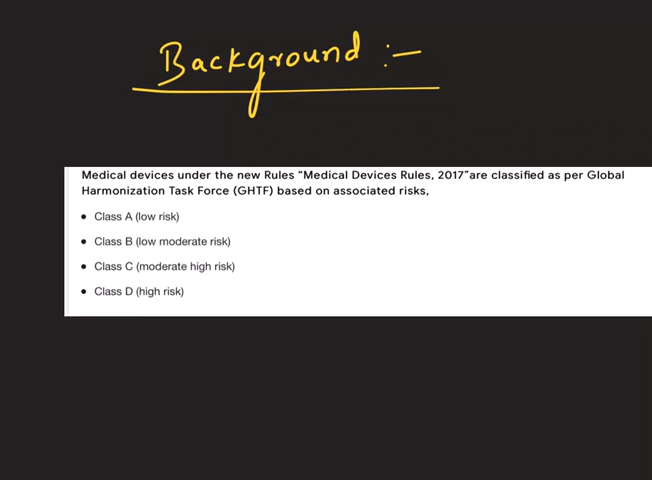 Background :-
Medical devices under the new Rules “Medical Devices Rules, 2017”are classified as per Global
Harmonization Task Force (GHTF) based on associated risks,
• Class A (low risk)
• Class B (low moderate risk)
• Class C (moderate high risk)
• Class D (high risk)